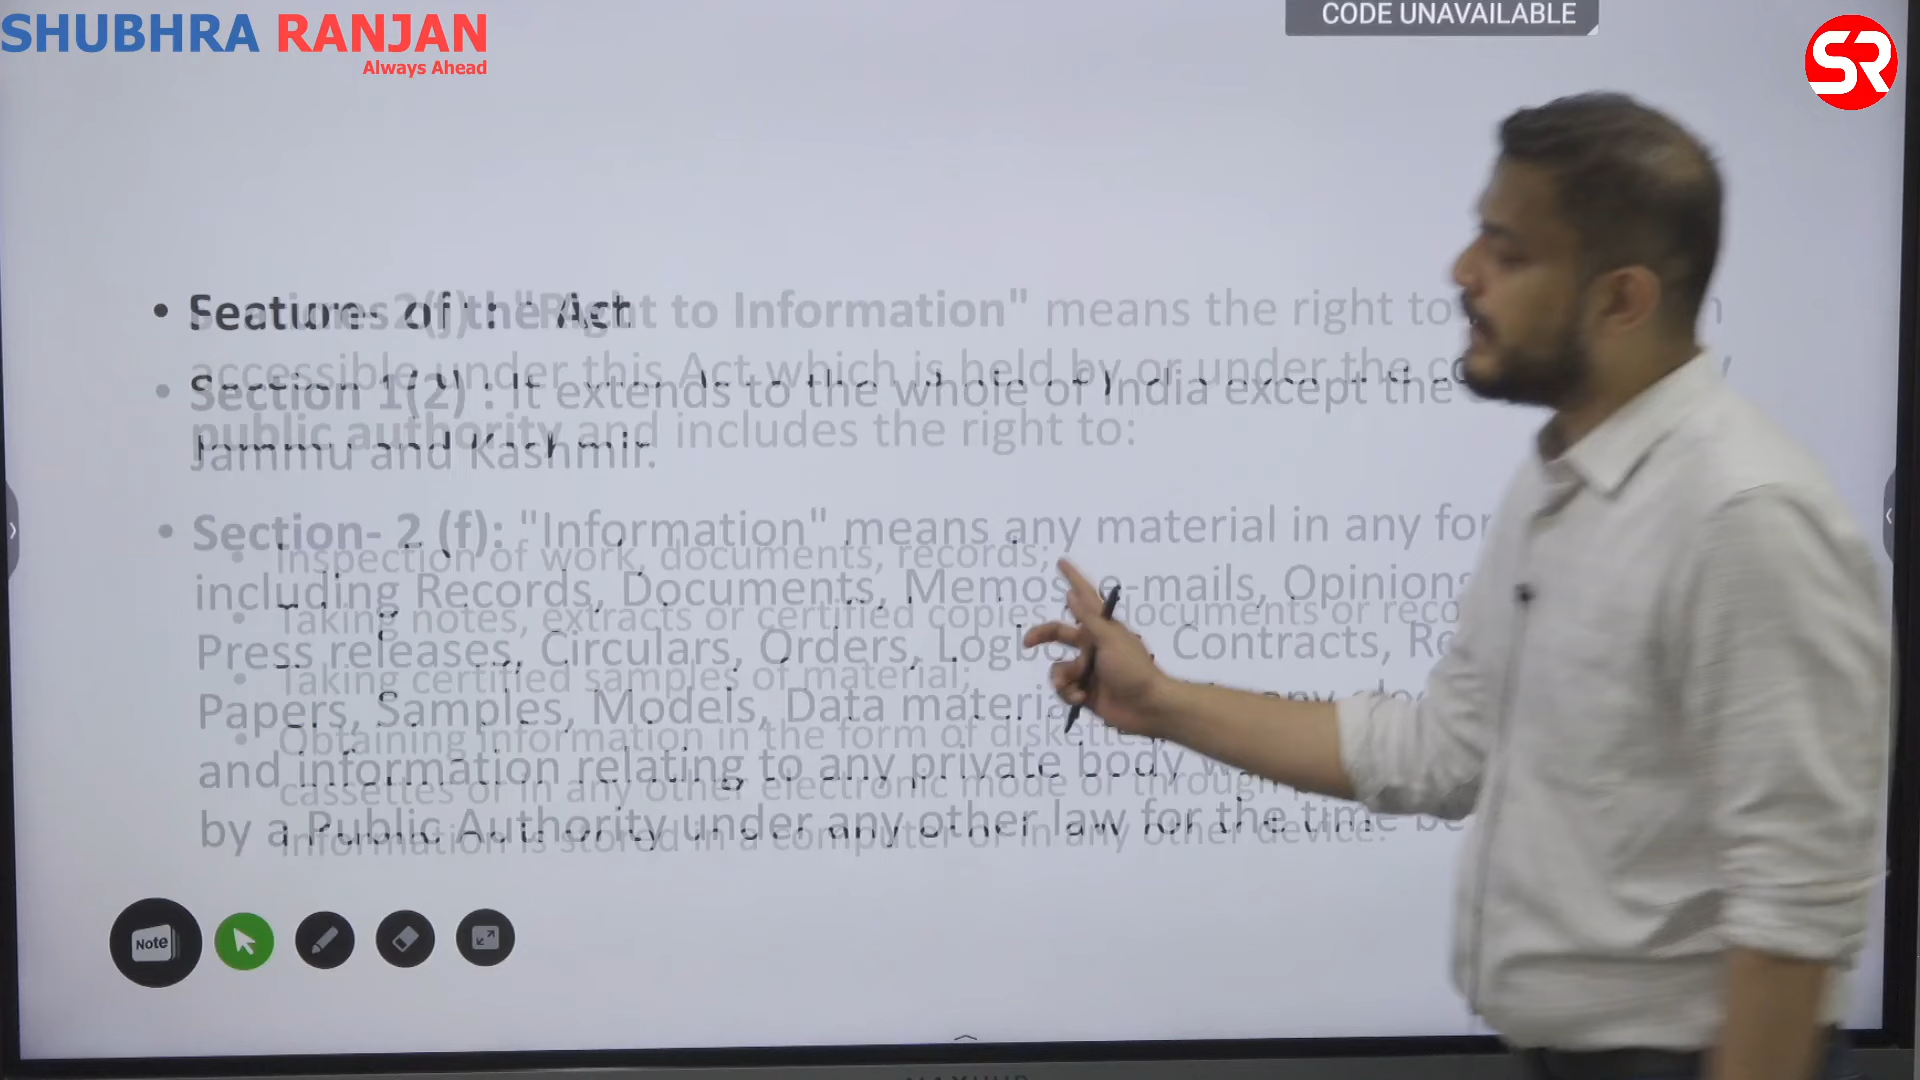 SHUBHRA RANJAN
Always Ahead
CODE UNAVAILABLE
SR
• Features of the Act
"Right to Information" means the right to
accessible under this Act which is held by or under the
• Section 1(2) : It extends to the whole of India except the
public authority and includes the right to:
Jammu and Kashmir.
• Section- 2 (f): "Information" means any material in any
• Inspection of work, documents, records;
including Records, Documents, Memos e-mails, Opinions
• Taking notes, extracts or certified copies documents or
Press releases, Circulars, Orders, Contracts,
• Taking certified samples of material;
Papers, Samples, Models, Data any
• Obtaining information in the form of diskettes,
and information relating to any private body
cassettes or in any other electronic mode or through
by a Public Authority under any other law for the time
information is stored in a computer or in any other device.
Note